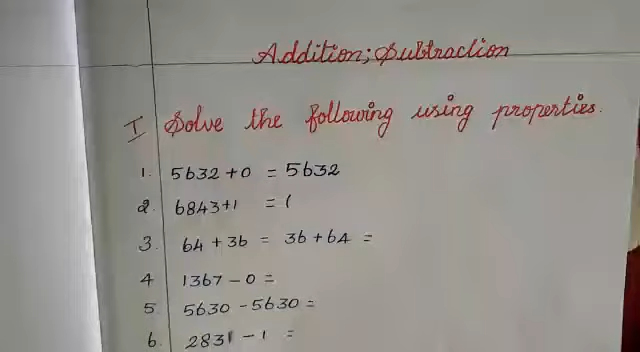 Addition; Subtraction
I Solve the following using properties.
1. 5632 + 0 = 5632
2. 6843+1 = (
3. 64 + 36 = 36 + 64 =
4 1367 - 0 =
5. 5630 - 5630 =
6. 2831 - 1 =